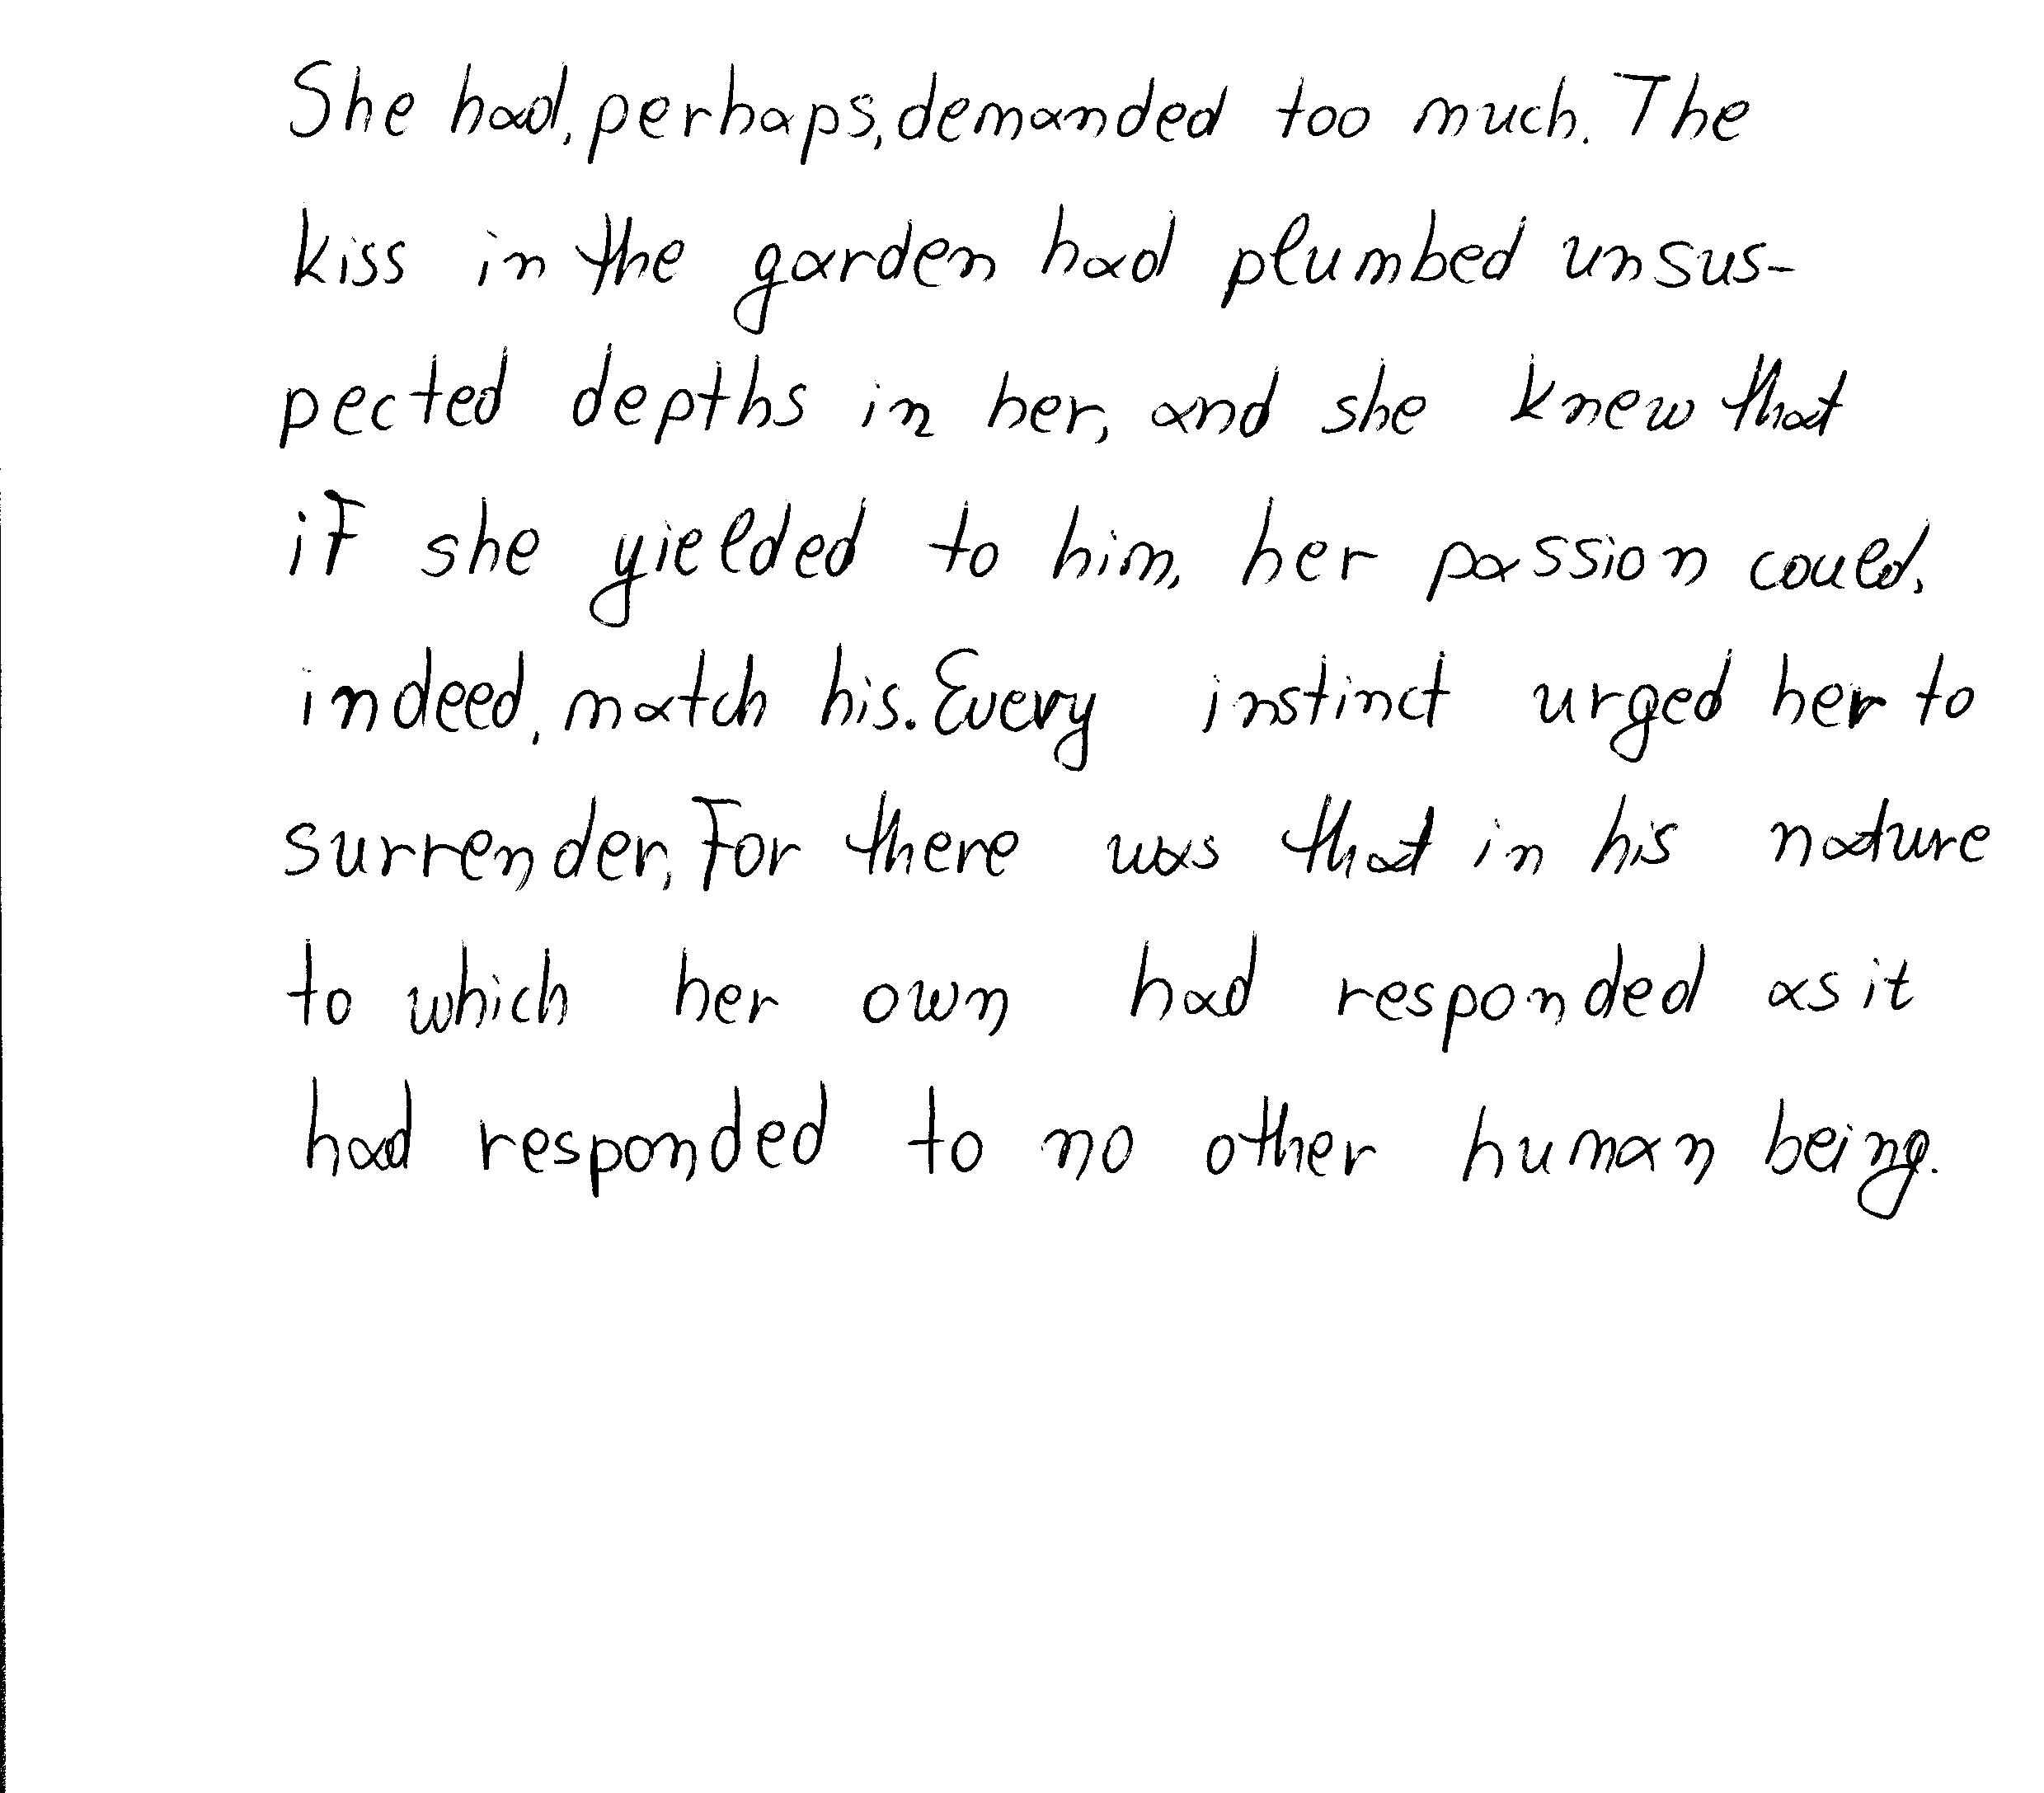 She had, perhaps, demanded too much. The
kiss in the garden had plumbed unsus-
pected depths in her, and she knew that
if she yielded to him, her passion could,
indeed, match his. Every instinct urged her to
surrender, for there was that in his nature
to which her own had responded as it
had responded to no other human being.